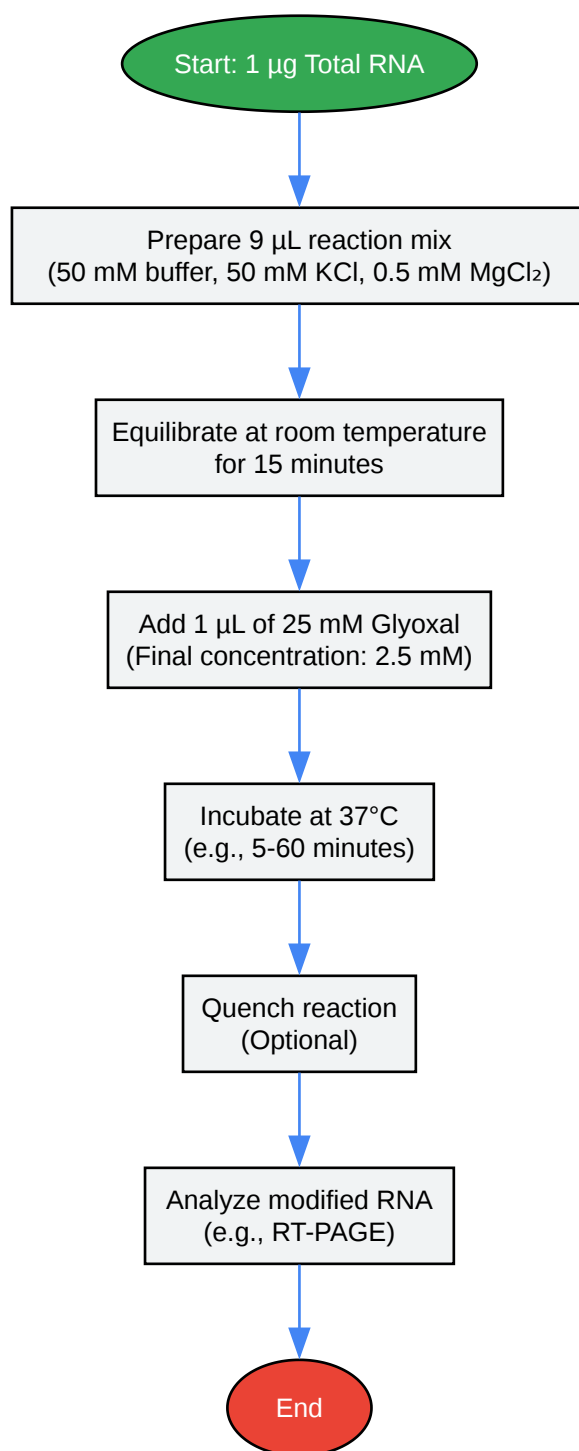 Start: 1 µg Total RNA
Prepare 9 µL reaction mix
(50 mM buffer, 50 mM KCl, 0.5 mM MgCl₂)
Equilibrate at room temperature
for 15 minutes
Add 1 µL of 25 mM Glyoxal
(Final concentration: 2.5 mM)
Incubate at 37°C
(e.g., 5-60 minutes)
Quench reaction
(Optional)
Analyze modified RNA
(e.g., RT-PAGE)
End